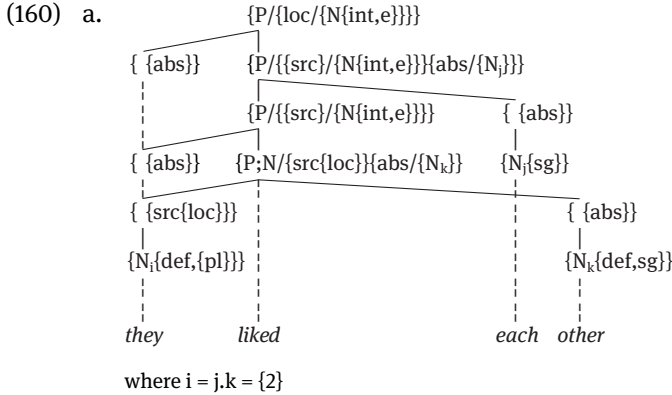 (160) a. {P/{loc/{N{int,e}}}}
{ {abs}} {P/{{src}/{N{int,e}}}{abs/{Nj}}}
{P/{{src}/{N{int,e}}}} { {abs}}
{ {abs}} {P;N/{src{loc}}{abs/{Nk}} {Nj{sg}}
{ {src{loc}}} { {abs}}
{Ni{def,{pl}}} {Nk{def,sg}}
they liked each other
where i = j.k = {2}